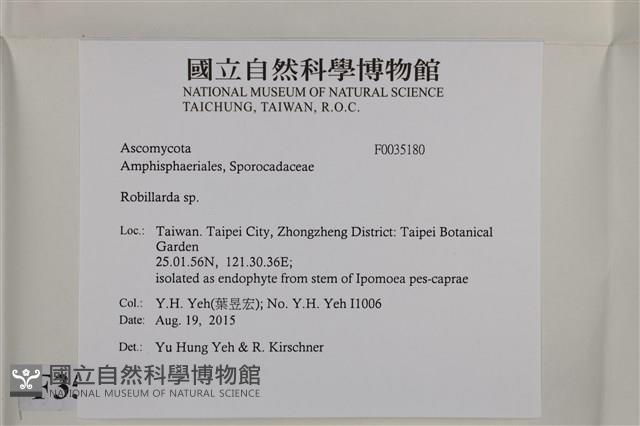 國立自然科學博物館
NATIONAL MUSEUM OF NATURAL SCIENCE
TAICHUNG, TAIWAN, R.O.C.
Ascomycota F0035180
Amphisphaeriales, Sporocadaceae
Robillarda sp.
Loc.: Taiwan. Taipei City, Zhongzheng District: Taipei Botanical
Garden
25.01.56N, 121.30.36E;
isolated as endophyte from stem of Ipomoea pes-caprae
Col.: Y.H. Yeh(葉昱宏); No. Y.H. Yeh I1006
Date: Aug. 19, 2015
Det.: Yu Hung Yeh & R. Kirschner
國立自然科學博物館
NATIONAL MUSEUM OF NATURAL SCIENCE